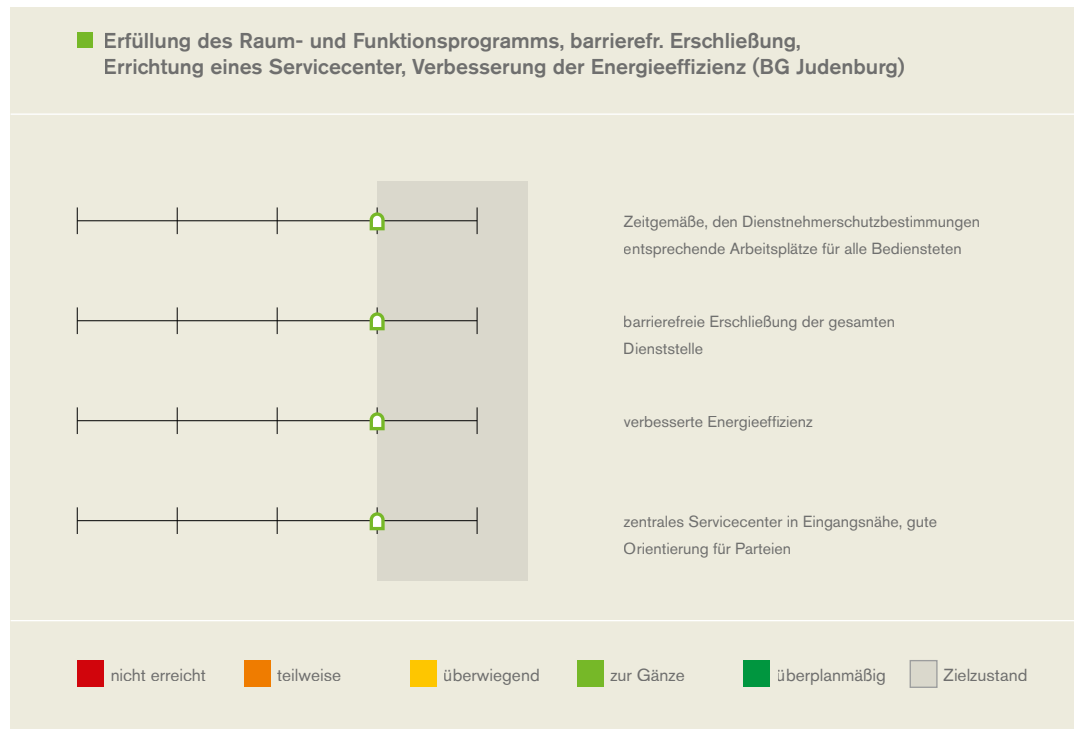 Erfüllung des Raum- und Funktionsprogramms, barrierefr. Erschließung,
Errichtung eines Servicecenter, Verbesserung der Energieeffizienz (BG Judenburg)
Zeitgemäße, den Dienstnehmerschutzbestimmungen
entsprechende Arbeitsplätze für alle Bediensteten
barrierefreie Erschließung der gesamten
Dienststelle
verbesserte Energieeffizienz
zentrales Servicecenter in Eingangsnähe, gute
Orientierung für Parteien
nicht erreicht teilweise überwiegend zur Gänze überplanmäßig Zielzustand